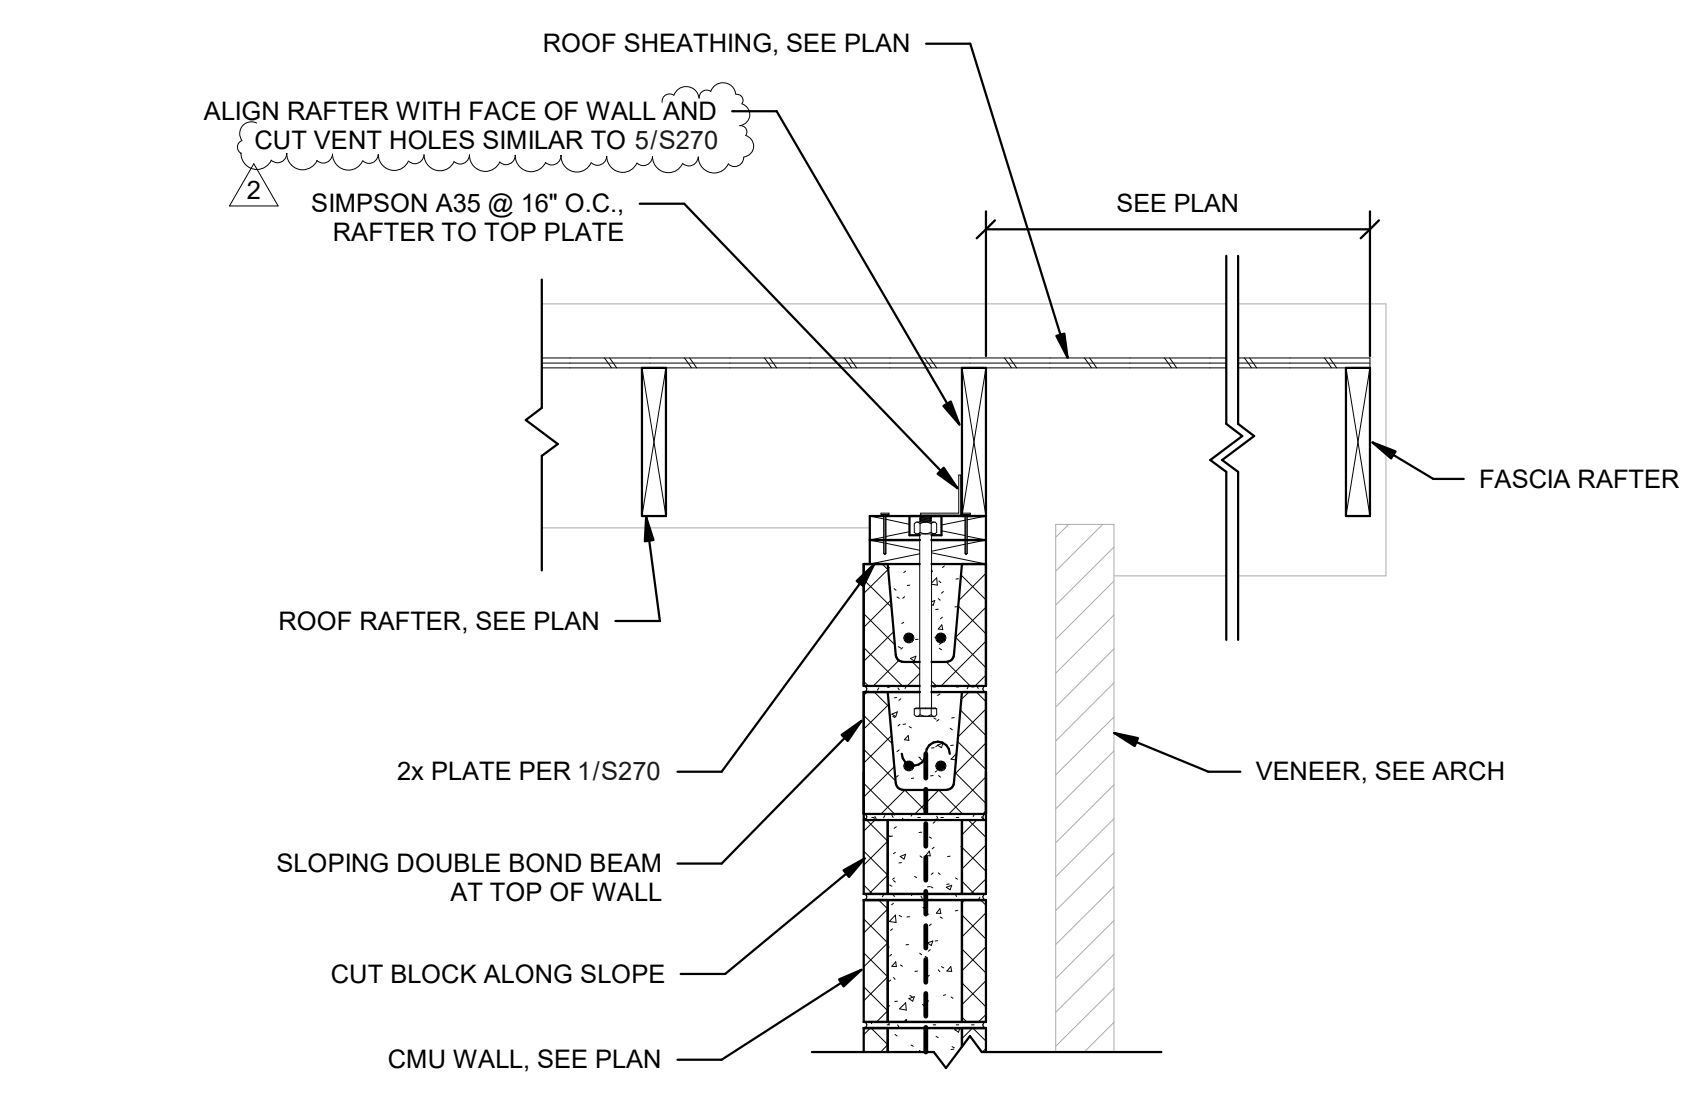 ROOF SHEATHING, SEE PLAN
ALIGN RAFTER WITH FACE OF WALL AND
CUT VENT HOLES SIMILAR TO 5/S270
2
SIMPSON A35 @ 16" O.C.,
RAFTER TO TOP PLATE
SEE PLAN
FASCIA RAFTER
ROOF RAFTER, SEE PLAN
2x PLATE PER 1/S270
VENEER, SEE ARCH
SLOPING DOUBLE BOND BEAM
AT TOP OF WALL
CUT BLOCK ALONG SLOPE
CMU WALL, SEE PLAN